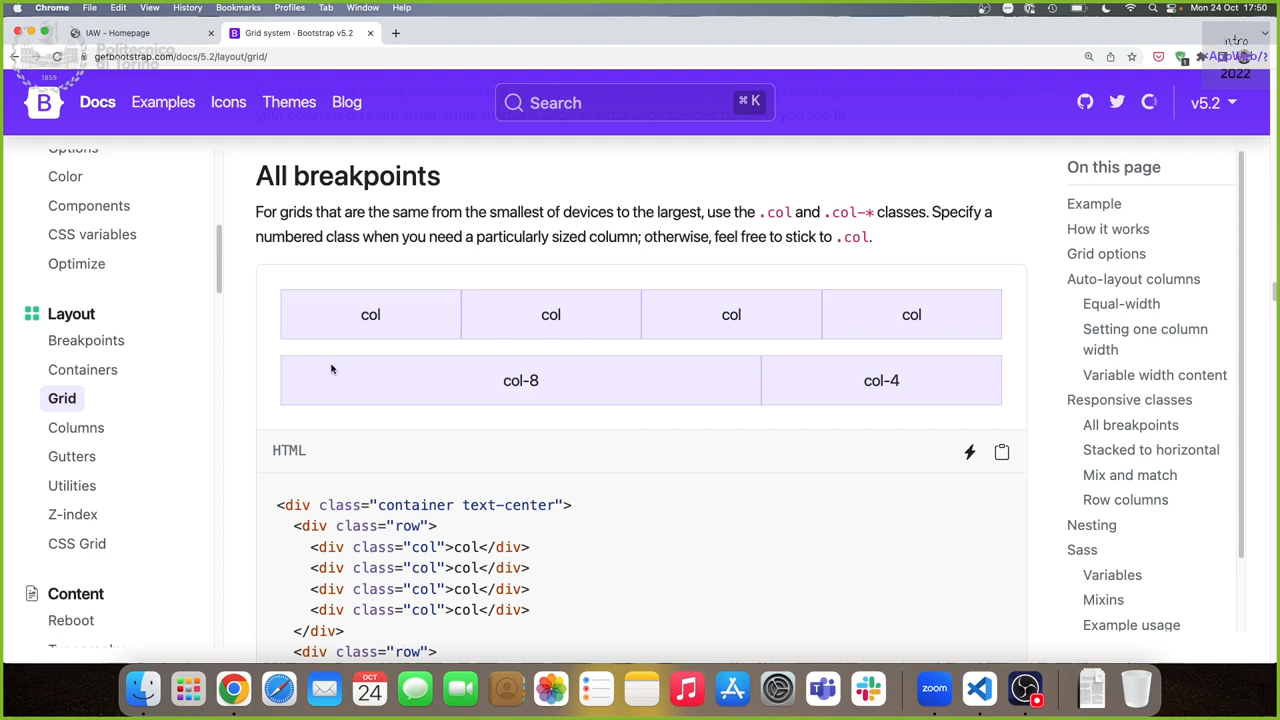 Chrome File Edit View History Bookmarks Profiles Tab Window Help Mon 24 Oct 17:50
IAW - Homepage
Grid system · Bootstrap v5.2
getbootstrap.com/docs/5.2/layout/grid/
Politecnico
di Torino
1859
intro
<AppWeb/>
2022
B Docs Examples Icons Themes Blog Search ⌘ K v5.2
Options
Color
Components
CSS variables
Optimize
Layout
Breakpoints
Containers
Grid
Columns
Gutters
Utilities
Z-index
CSS Grid
Content
Reboot
All breakpoints
For grids that are the same from the smallest of devices to the largest, use the .col and .col-* classes. Specify a
numbered class when you need a particularly sized column; otherwise, feel free to stick to .col.
col col col col
col-8 col-4
HTML
<div class="container text-center">
<div class="row">
<div class="col">col</div>
<div class="col">col</div>
<div class="col">col</div>
<div class="col">col</div>
</div>
<div class="row">
On this page
Example
How it works
Grid options
Auto-layout columns
Equal-width
Setting one column
width
Variable width content
Responsive classes
All breakpoints
Stacked to horizontal
Mix and match
Row columns
Nesting
Sass
Variables
Mixins
Example usage
OCT
24
zoom